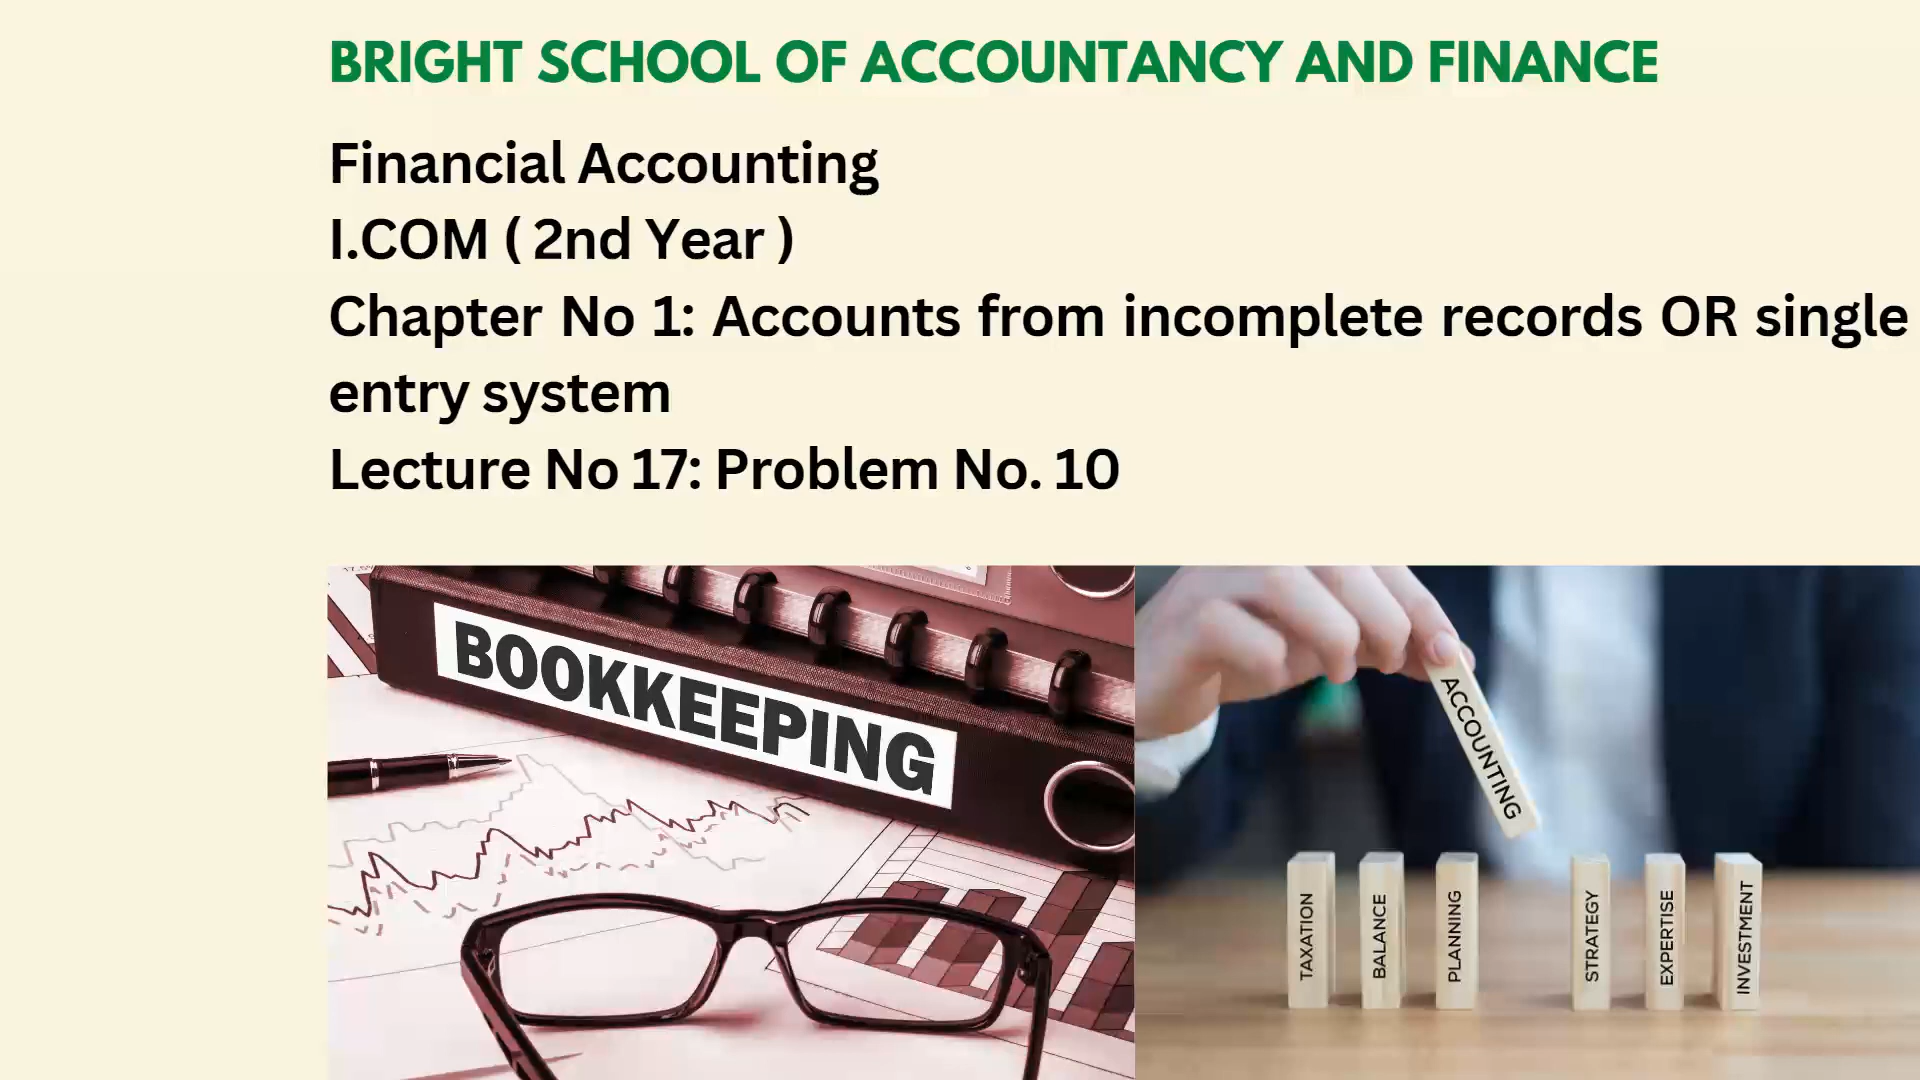 BRIGHT SCHOOL OF ACCOUNTANCY AND FINANCE
Financial Accounting
I.COM ( 2nd Year )
Chapter No 1: Accounts from incomplete records OR single
entry system
Lecture No 17: Problem No. 10
BOOKKEEPING
ACCOUNTING
TAXATION
BALANCE
PLANNING
STRATEGY
EXPERTISE
INVESTMENT